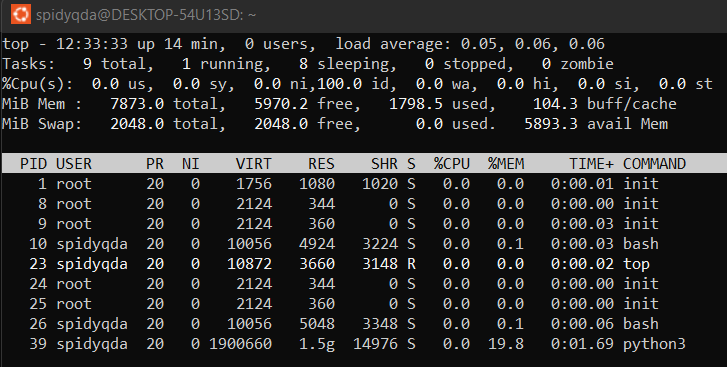 spidyqda@DESKTOP-54U13SD: ~
top - 12:33:33 up 14 min,  0 users,  load average: 0.05, 0.06, 0.06
Tasks:   9 total,   1 running,   8 sleeping,   0 stopped,   0 zombie
%Cpu(s):  0.0 us,  0.0 sy,  0.0 ni,100.0 id,  0.0 wa,  0.0 hi,  0.0 si,  0.0 st
MiB Mem :   7873.0 total,   5970.2 free,   1798.5 used,    104.3 buff/cache
MiB Swap:   2048.0 total,   2048.0 free,      0.0 used.   5893.3 avail Mem
PID USER      PR  NI    VIRT    RES    SHR S  %CPU  %MEM     TIME+ COMMAND
1 root      20   0    1756   1080   1020 S   0.0   0.0   0:00.01 init
8 root      20   0    2124    344      0 S   0.0   0.0   0:00.00 init
9 root      20   0    2124    360      0 S   0.0   0.0   0:00.03 init
10 spidyqda  20   0   10056   4924   3224 S   0.0   0.1   0:00.03 bash
23 spidyqda  20   0   10872   3660   3148 R   0.0   0.0   0:00.02 top
24 root      20   0    2124    344      0 S   0.0   0.0   0:00.00 init
25 root      20   0    2124    360      0 S   0.0   0.0   0:00.00 init
26 spidyqda  20   0   10056   5048   3348 S   0.0   0.1   0:00.06 bash
39 spidyqda  20   0 1900660   1.5g  14976 S   0.0  19.8   0:01.69 python3